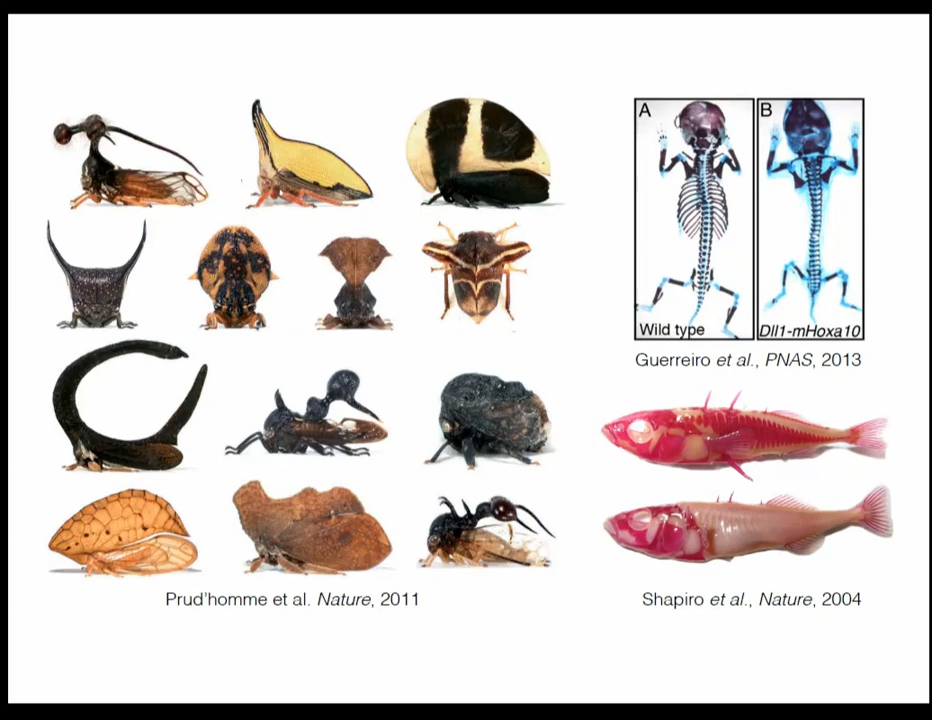 A
B
Wild type
Dll1-mHoxa10
Guerreiro et al., PNAS, 2013
Prud'homme et al. Nature, 2011
Shapiro et al., Nature, 2004